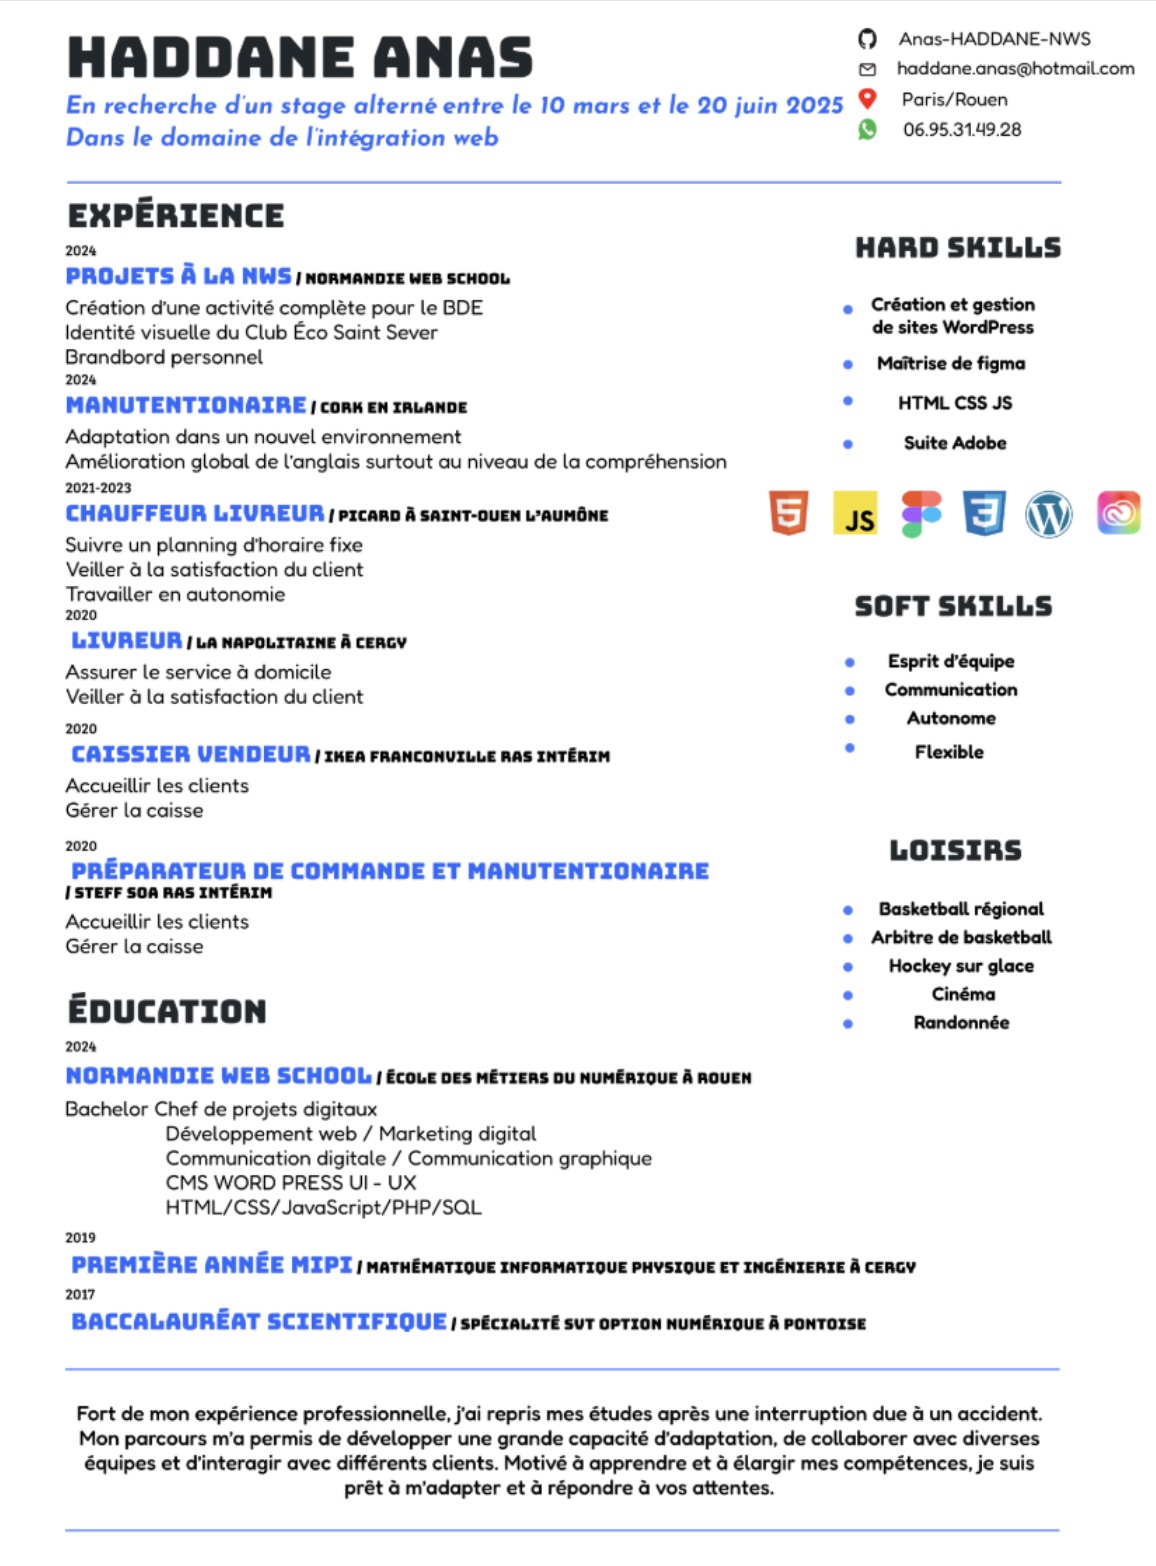 HADDANE ANAS
En recherche d'un stage alterné entre le 10 mars et le 20 juin 2025
Dans le domaine de l'intégration web
Anas-HADDANE-NWS
haddane.anas@hotmail.com
Paris/Rouen
06.95.31.49.28
EXPÉRIENCE
2024
PROJETS À LA NWS / NORMANDIE WEB SCHOOL
Création d'une activité complète pour le BDE
Identité visuelle du Club Éco Saint Sever
Brandbord personnel
2024
MANUTENTIONAIRE / CORK EN IRLANDE
Adaptation dans un nouvel environnement
Amélioration global de l'anglais surtout au niveau de la compréhension
2021-2023
CHAUFFEUR LIVREUR / PICARD À SAINT-OUEN L'AUMÔNE
Suivre un planning d'horaire fixe
Veiller à la satisfaction du client
Travailler en autonomie
2020
LIVREUR / LA NAPOLITAINE À CERGY
Assurer le service à domicile
Veiller à la satisfaction du client
2020
CAISSIER VENDEUR / IKEA FRANCONVILLE RAS INTÉRIM
Accueillir les clients
Gérer la caisse
2020
PRÉPARATEUR DE COMMANDE ET MANUTENTIONAIRE
/ STEFF SOA RAS INTÉRIM
Accueillir les clients
Gérer la caisse
ÉDUCATION
2024
NORMANDIE WEB SCHOOL / ÉCOLE DES MÉTIERS DU NUMÉRIQUE À ROUEN
Bachelor Chef de projets digitaux
Développement web / Marketing digital
Communication digitale / Communication graphique
CMS WORD PRESS UI - UX
HTML/CSS/JavaScript/PHP/SQL
2019
PREMIÈRE ANNÉE MIPI / MATHÉMATIQUE INFORMATIQUE PHYSIQUE ET INGÉNIERIE À CERGY
2017
BACCALAURÉAT SCIENTIFIQUE / SPÉCIALITÉ SVT OPTION NUMÉRIQUE À PONTOISE
HARD SKILLS
Création et gestion
de sites WordPress
Maîtrise de figma
HTML CSS JS
Suite Adobe
5 JS 3 W
SOFT SKILLS
Esprit d'équipe
Communication
Autonome
Flexible
LOISIRS
Basketball régional
Arbitre de basketball
Hockey sur glace
Cinéma
Randonnée
Fort de mon expérience professionnelle, j'ai repris mes études après une interruption due à un accident.
Mon parcours m'a permis de développer une grande capacité d'adaptation, de collaborer avec diverses
équipes et d'interagir avec différents clients. Motivé à apprendre et à élargir mes compétences, je suis
prêt à m'adapter et à répondre à vos attentes.